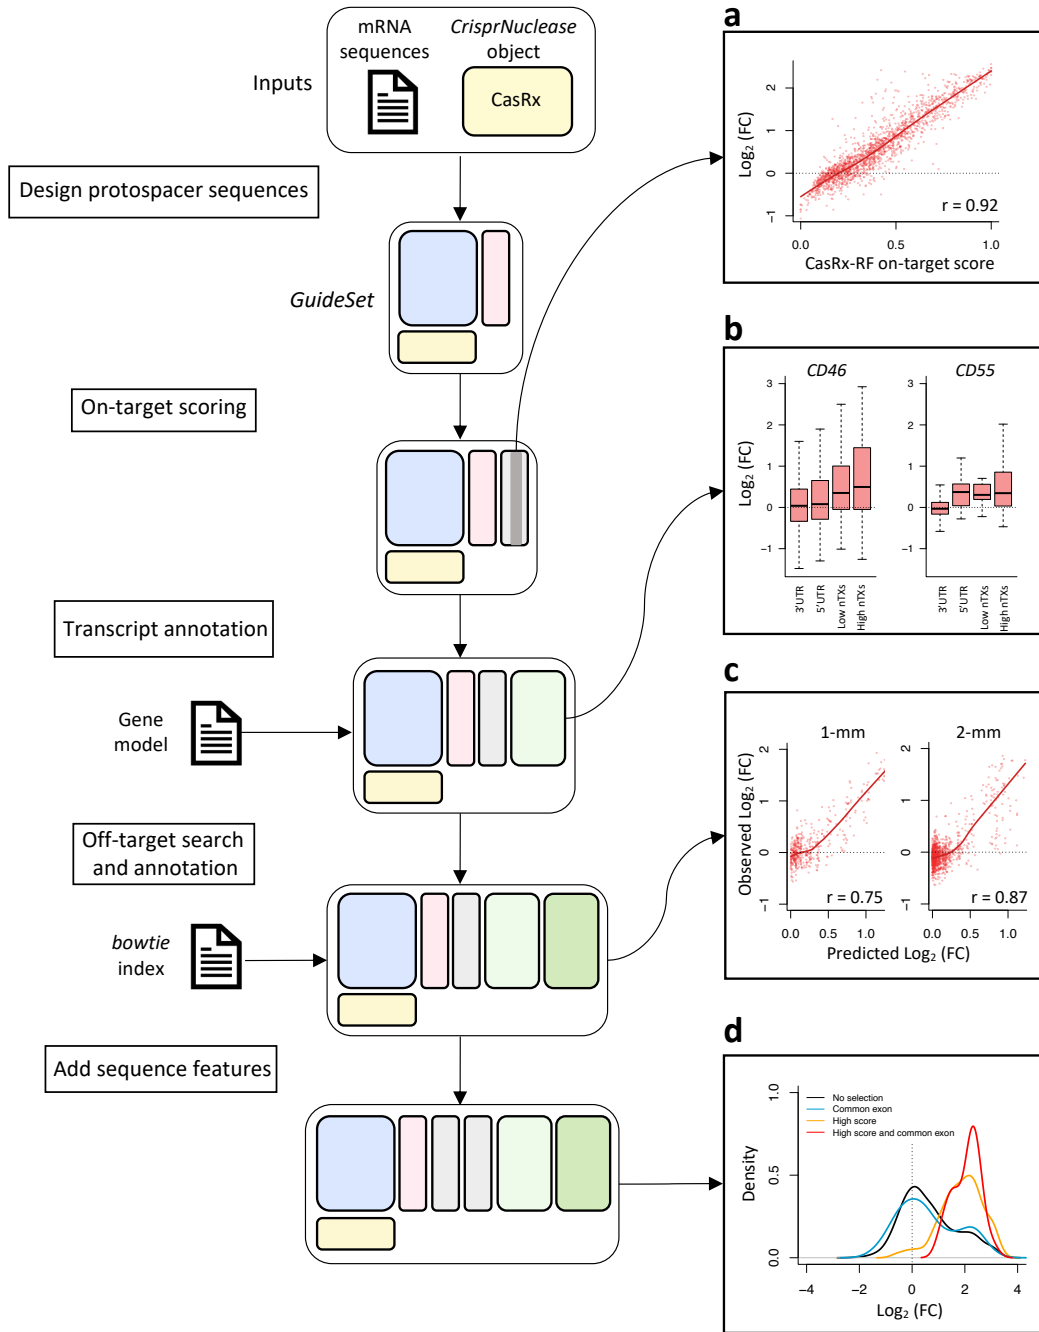 Inputs
mRNA
sequences
CrisprNuclease
object
CasRx
Design protospacer sequences
GuideSet
On-target scoring
Transcript annotation
Gene
model
Off-target search
and annotation
bowtie
index
Add sequence features
a
Log2 (FC)
2
1
0
−1
r = 0.92
0.0 0.5 1.0
CasRx-RF on-target score
b
CD46 CD55
Log2 (FC)
3
2
1
0
−1
3'UTR
5'UTR
Low nTXs
High nTXs
3
2
1
0
−1
3'UTR
5'UTR
Low nTXs
High nTXs
c
1-mm 2-mm
Observed Log2 (FC)
2
1
0
−1
r = 0.75
0.0 0.5 1.0
2
1
0
−1
r = 0.87
0.0 0.5 1.0
Predicted Log2 (FC)
d
Density
1.0
0.5
0.0
No selection
Common exon
High score
High score and common exon
−4 −2 0 2 4
Log2 (FC)